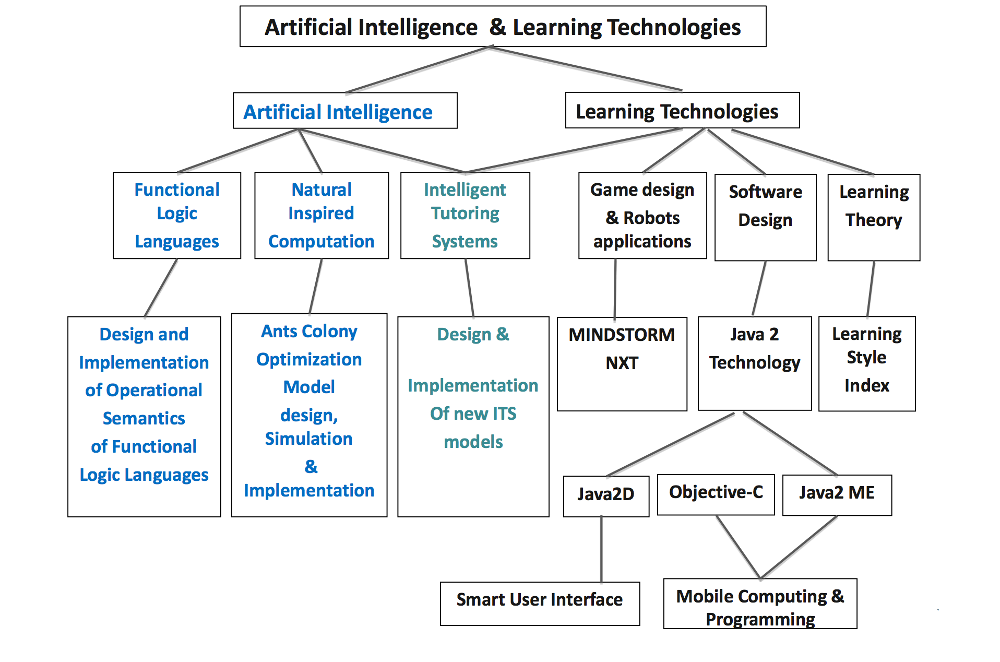 Artificial Intelligence & Learning Technologies
Artificial Intelligence
Learning Technologies
Functional
Logic
Languages
Natural
Inspired
Computation
Intelligent
Tutoring
Systems
Game design
& Robots
applications
Software
Design
Learning
Theory
Design and
Implementation
of Operational
Semantics
of Functional
Logic Languages
Ants Colony
Optimization
Model
design,
Simulation
&
Implementation
Design &
Implementation
Of new ITS
models
MINDSTORM
NXT
Java 2
Technology
Learning
Style
Index
Java2D
Objective-C
Java2 ME
Smart User Interface
Mobile Computing &
Programming